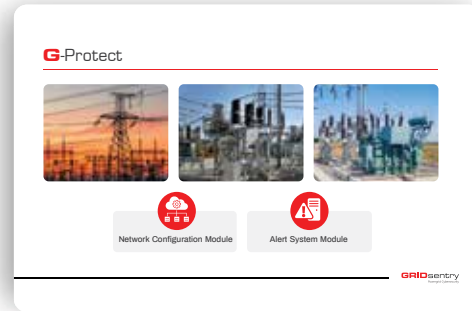 G-Protect
Network Configuration Module
Alert System Module
GRIDsentry